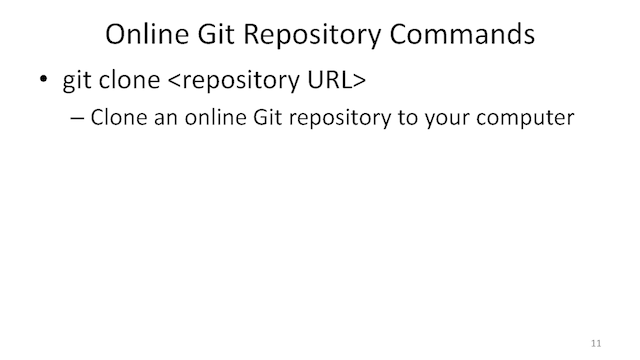 Online Git Repository Commands
• git clone <repository URL>
– Clone an online Git repository to your computer
11